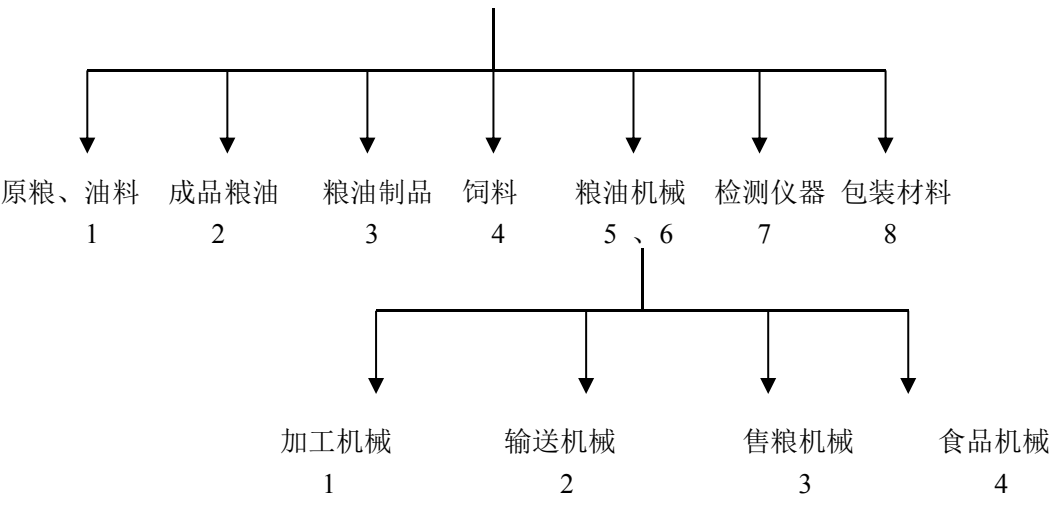 原粮、油料 成品粮油 粮油制品 饲料 粮油机械 检测仪器 包装材料
1 2 3 4 5 、6 7 8
加工机械 输送机械 售粮机械 食品机械
1 2 3 4